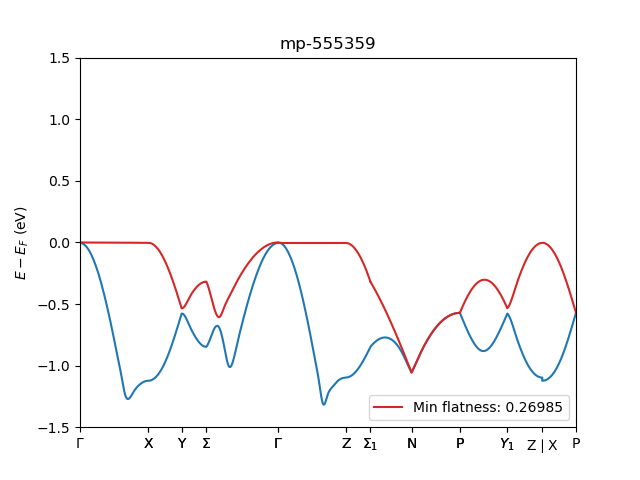 mp-555359
E − E_F (eV)
1.5
1.0
0.5
0.0
−0.5
−1.0
−1.5
Min flatness: 0.26985
Γ X Y Σ Γ Z Σ₁ N P Y₁ Z | X P